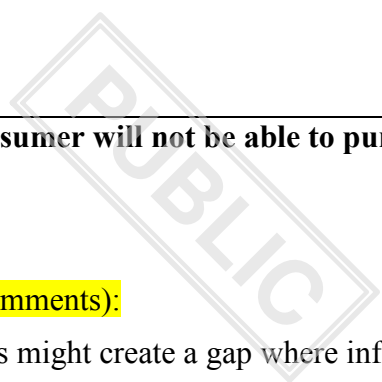 sumer will not be able to pu
PUBLIC
mments):
s might create a gap where inf